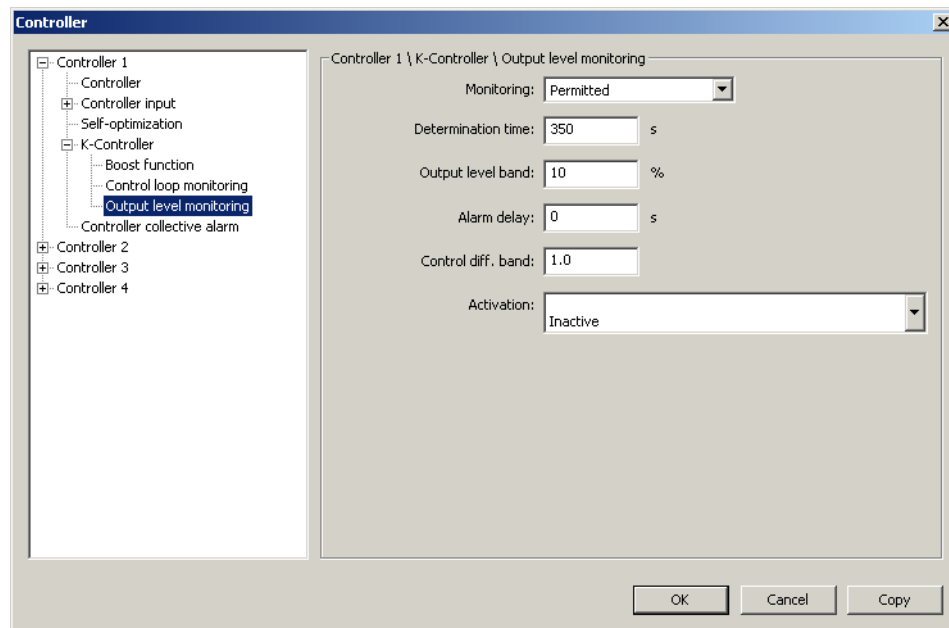 Controller
Controller 1
Controller
Controller input
Self-optimization
K-Controller
Boost function
Control loop monitoring
Output level monitoring
Controller collective alarm
Controller 2
Controller 3
Controller 4
Controller 1 \ K-Controller \ Output level monitoring
Monitoring: Permitted
Determination time: 350 s
Output level band: 10 %
Alarm delay: 0 s
Control diff. band: 1.0
Activation: Inactive
OK Cancel Copy